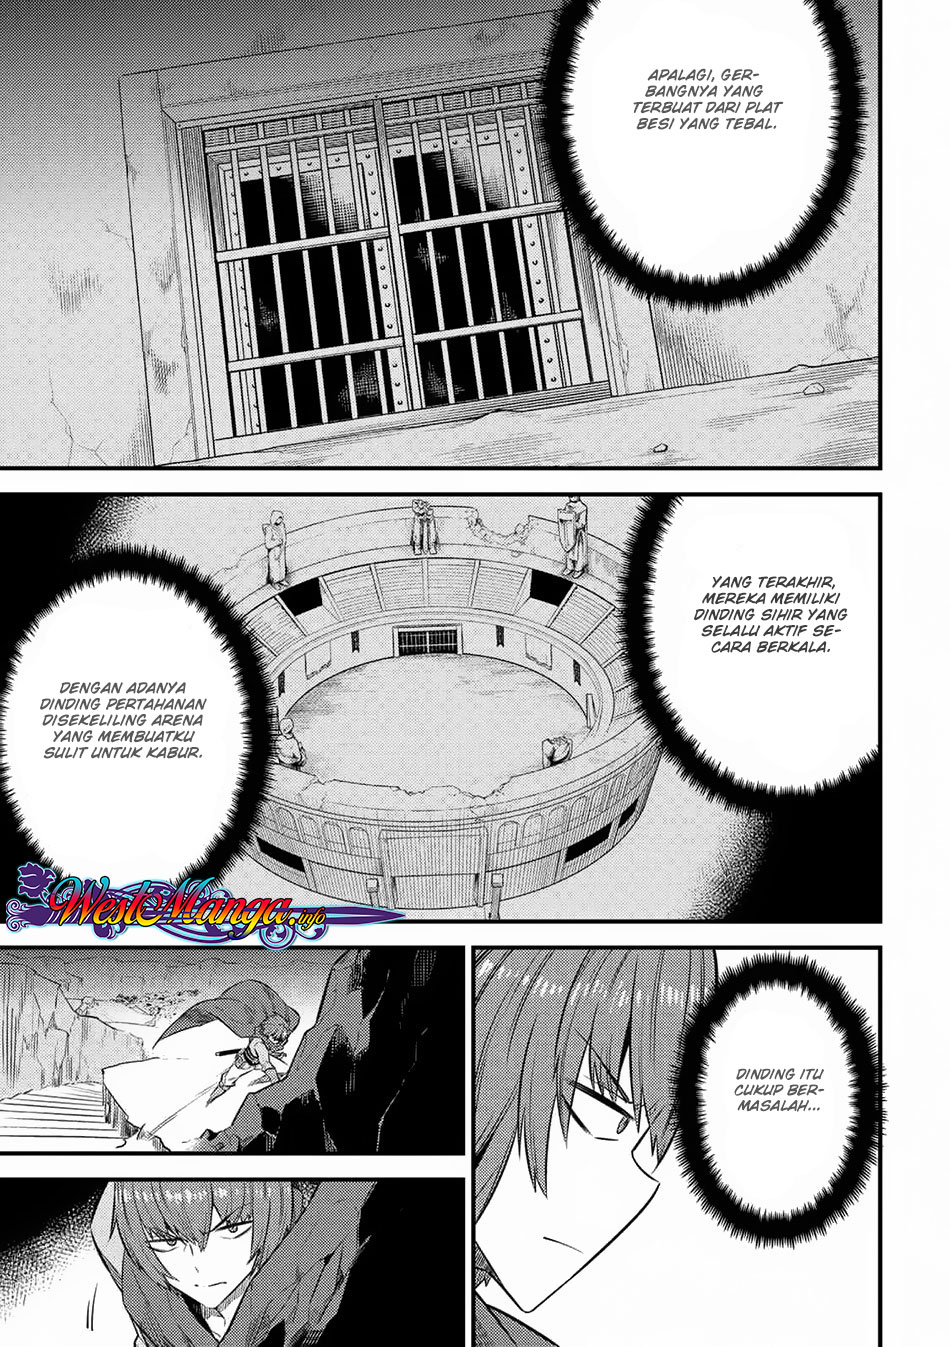 APALAGI, GER-
BANGNYA YANG
TERBUAT DARI PLAT
BESI YANG TEBAL.
YANG TERAKHIR,
MEREKA MEMILIKI
DINDING SIHIR YANG
SELALU AKTIF SE-
CARA BERKALA.
DENGAN ADANYA
DINDING PERTAHANAN
DISEKELILING ARENA
YANG MEMBUATKU
SULIT UNTUK KABUR.
WestManga.info
DINDING ITU
CUKUP BER-
MASALAH...